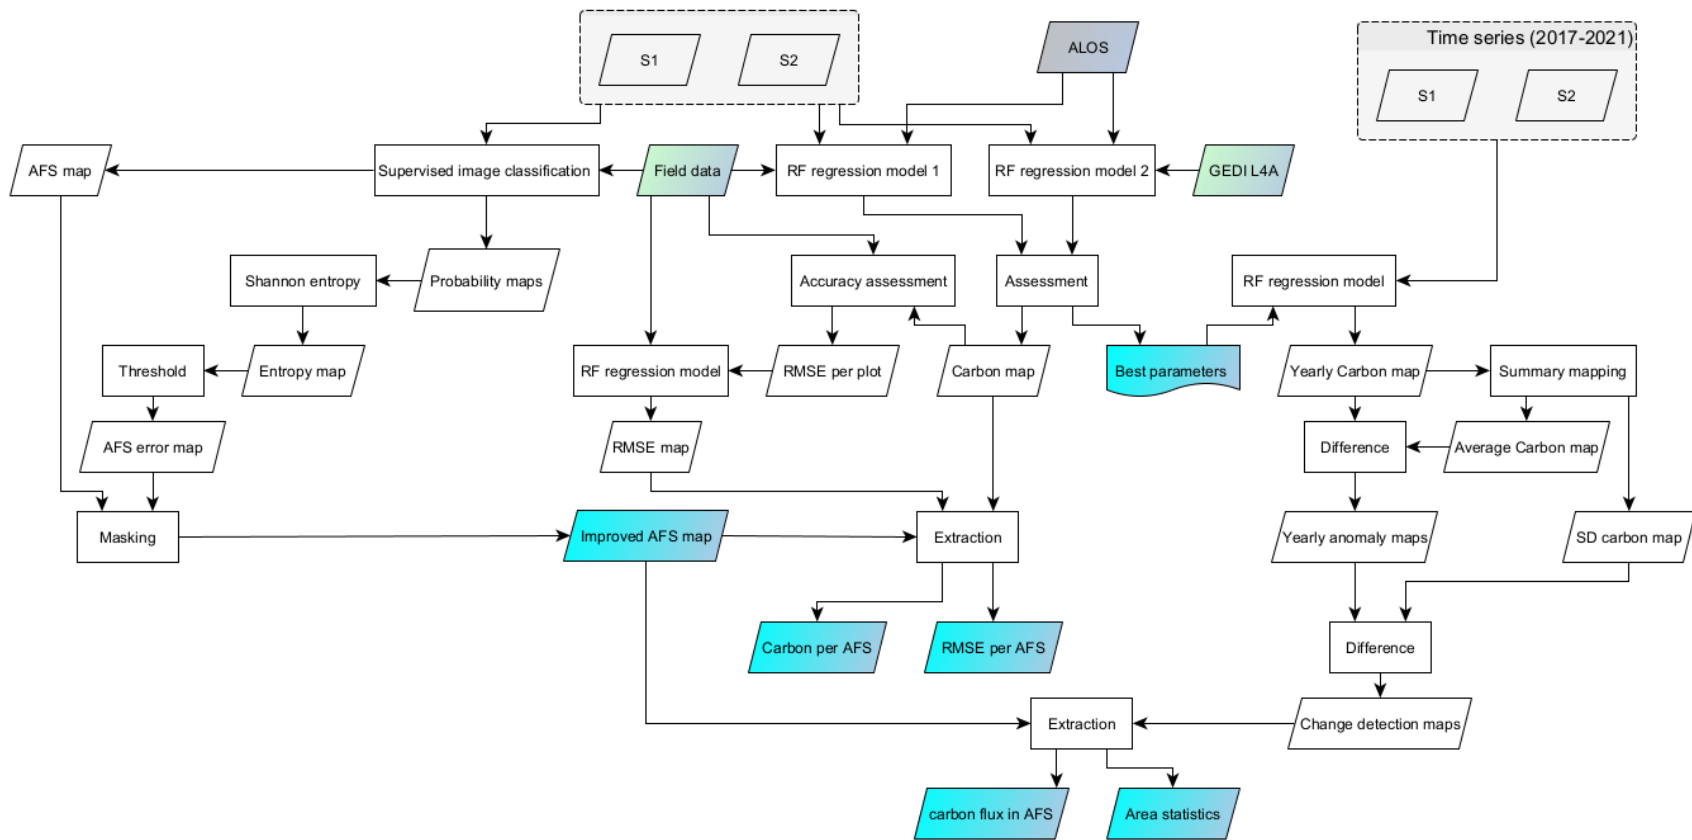 Time series (2017-2021)
S1
S2
ALOS
S1
S2
AFS map
Supervised image classification
Field data
RF regression model 1
RF regression model 2
GEDI L4A
Shannon entropy
Probability maps
Accuracy assessment
Assessment
RF regression model
Threshold
Entropy map
RF regression model
RMSE per plot
Carbon map
Best parameters
Yearly Carbon map
Summary mapping
AFS error map
RMSE map
Difference
Average Carbon map
Masking
Improved AFS map
Extraction
Yearly anomaly maps
SD carbon map
Carbon per AFS
RMSE per AFS
Difference
Extraction
Change detection maps
carbon flux in AFS
Area statistics